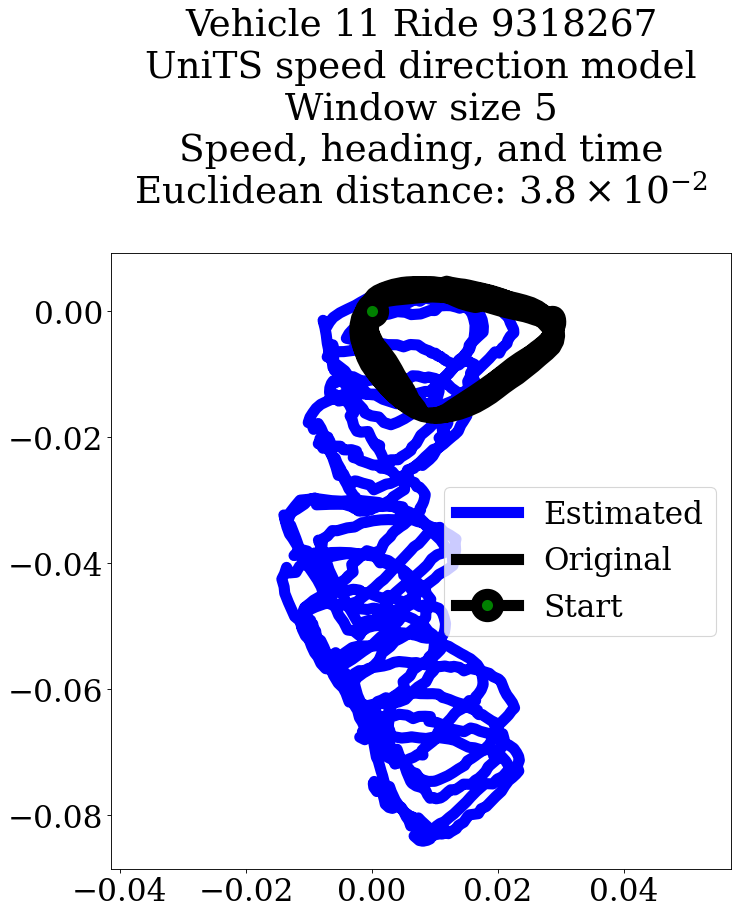 Vehicle 11 Ride 9318267
UniTS speed direction model
Window size 5
Speed, heading, and time
Euclidean distance: 3.8 × 10⁻²
0.00
−0.02
−0.04
−0.06
−0.08
Estimated
Original
Start
−0.04 −0.02 0.00 0.02 0.04